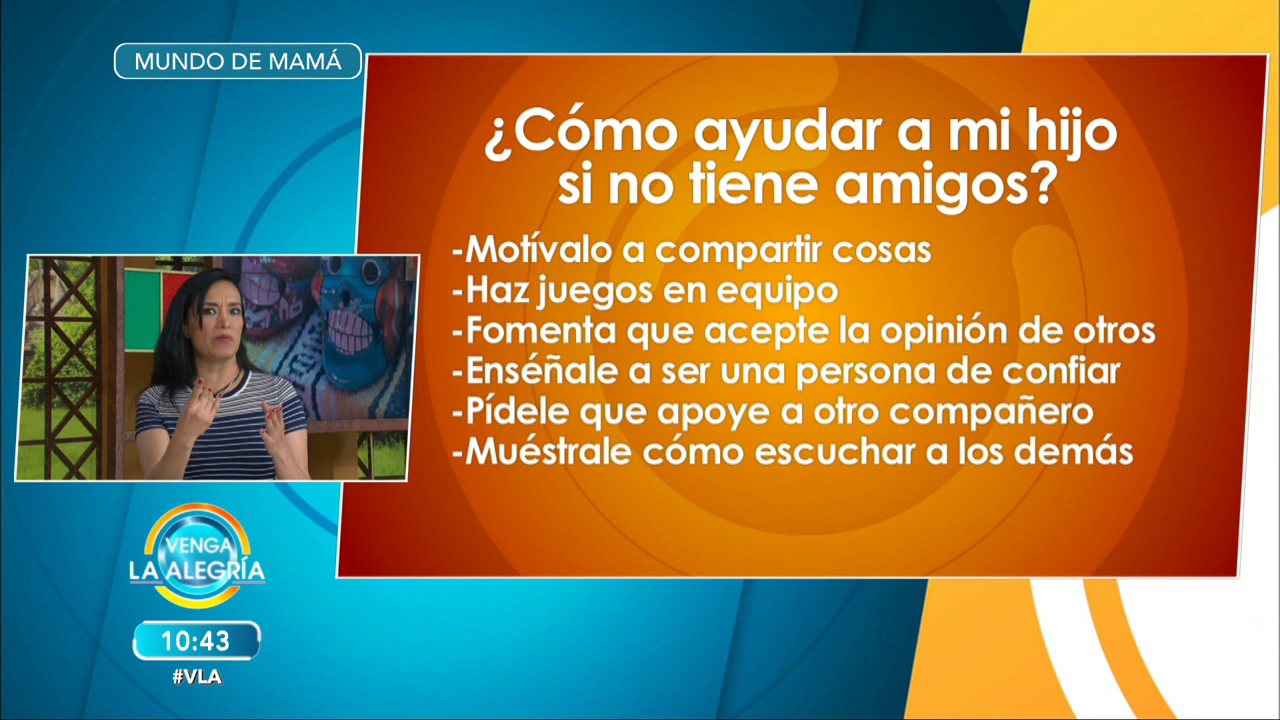 MUNDO DE MAMÁ
¿Cómo ayudar a mi hijo
si no tiene amigos?
-Motívalo a compartir cosas
-Haz juegos en equipo
-Fomenta que acepte la opinión de otros
-Enséñale a ser una persona de confiar
-Pídele que apoye a otro compañero
-Muéstrale cómo escuchar a los demás
VENGA
LA ALEGRÍA
10:43
#VLA